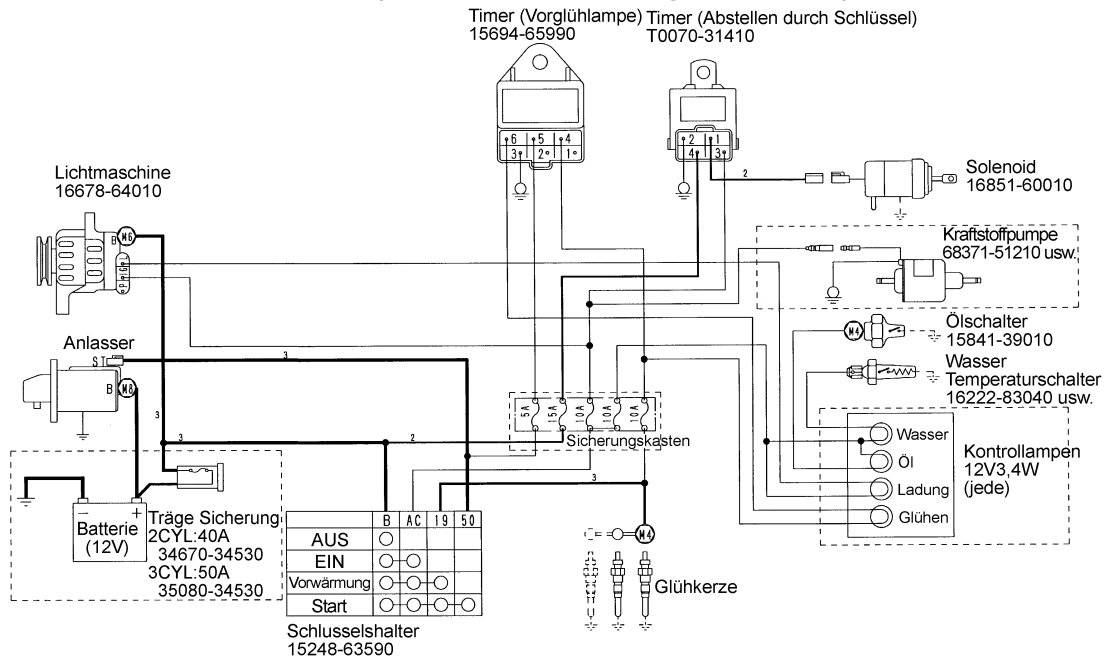 Timer (Vorglühlampe)
15694-65990
Timer (Abstellen durch Schlüssel)
T0070-31410
6 5 4
3 2 1
2 1
4 3
2
Solenoid
16851-60010
Lichtmaschine
16678-64010
B
M6
IG
P
Kraftstoffpumpe
68371-51210 usw.
Anlasser
ST
3
B
M8
M4
Ölschalter
15841-39010
Wasser
Temperaturschalter
16222-83040 usw.
3
3
2
5A
15A
10A
10A
10A
Sicherungskasten
3
M4
Wasser
Öl
Ladung
Glühen
Kontrollampen
12V3,4W
(jede)
− +
Batterie
(12V)
Träge Sicherung
2CYL:40A
34670-34530
3CYL:50A
35080-34530
B AC 19 50
AUS
EIN
Vorwärmung
Start
Schlusselshalter
15248-63590
Glühkerze